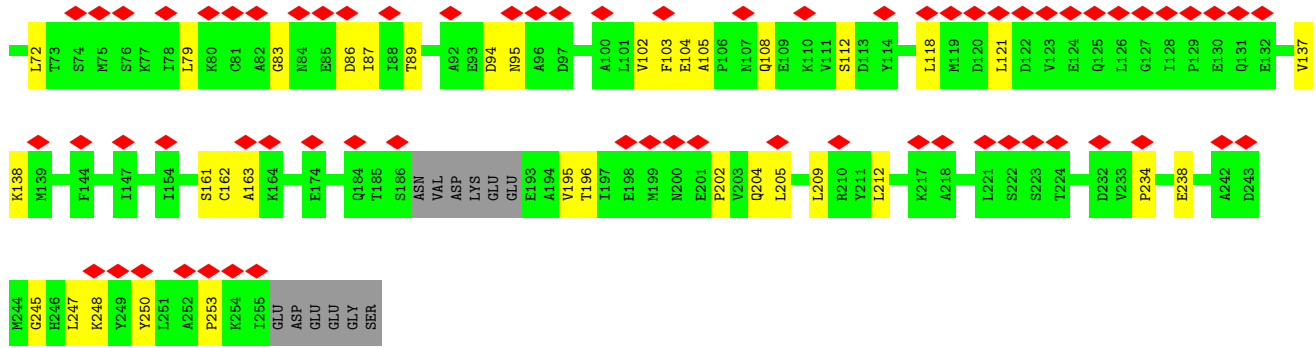 L72 T73 S74 M75 S76 K77 I78 L79 K80 C81 A82 G83 N84 E85 D86 I87 I88 T89 A92 E93 D94 N95 A96 D97 A100 L101 V102 F103 E104 A105 P106 N107 Q108 E109 K110 V111 S112 D113 Y114 L118 M119 D120 L121 D122 V123 E124 Q125 L126 G127 I128 P129 E130 Q131 E132 V137
K138 M139 F144 I147 I154 S161 C162 A163 K164 E174 Q184 T185 S186 ASN VAL ASP LYS GLU GLU E193 A194 V195 T196 I197 E198 M199 N200 E201 P202 V203 Q204 L205 L209 R210 Y211 L212 K217 A218 L221 S222 S223 T224 D232 V233 P234 E238 A242 D243
M244 G245 H246 L247 K248 Y249 Y250 L251 A252 P253 K254 I255 GLU ASP GLU GLU GLY SER